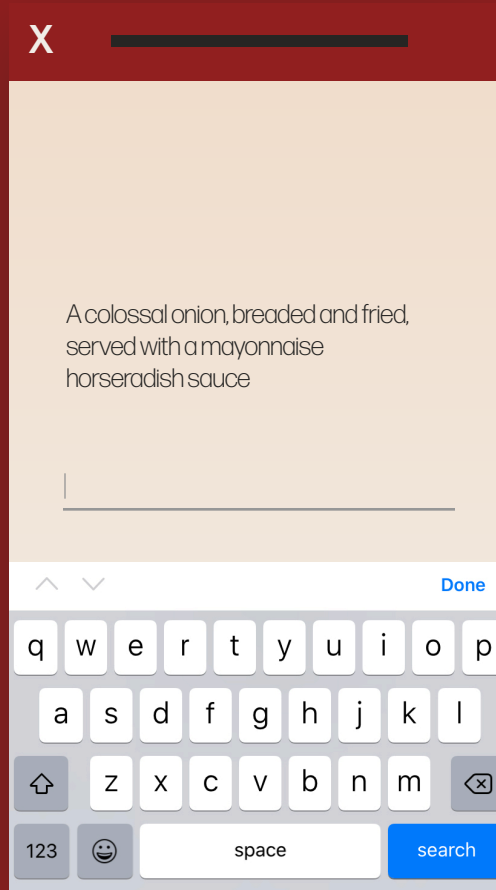 X
A colossal onion, breaded and fried,
served with a mayonnaise
horseradish sauce
Done
q w e r t y u i o p
a s d f g h j k l
z x c v b n m
123 space search